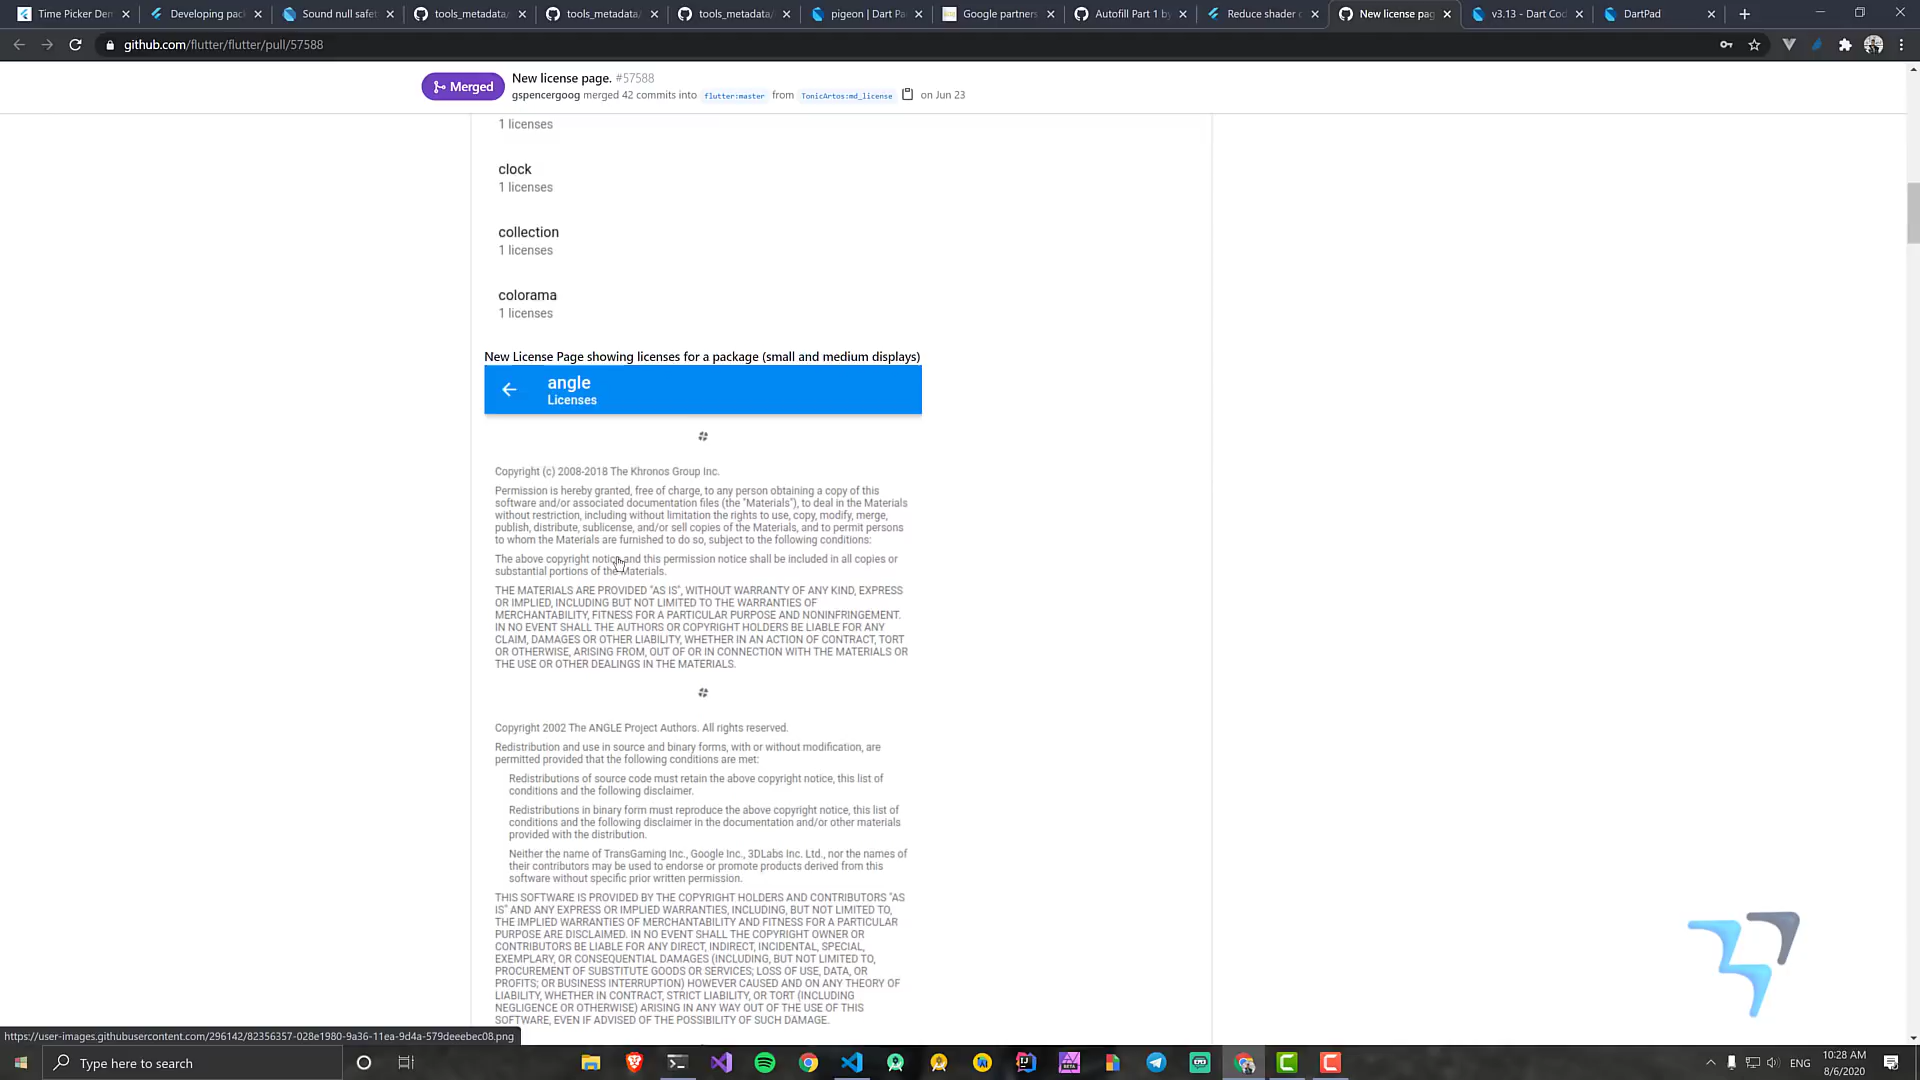 Time Picker Der
Developing pac
Sound null safet
tools_metadata/
tools_metadata/
tools_metadata/
pigeon | Dart Pa
Google partners
Autofill Part 1 by
Reduce shader c
New license pag
v3.13 - Dart Cod
DartPad
github.com/flutter/flutter/pull/57588
Merged
New license page. #57588
gspencergoog merged 42 commits into flutter:master from TonicArtos:md_license on Jun 23
1 licenses
clock
1 licenses
collection
1 licenses
colorama
1 licenses
New License Page showing licenses for a package (small and medium displays)
angle
Licenses
Copyright (c) 2008-2018 The Khronos Group Inc.
Permission is hereby granted, free of charge, to any person obtaining a copy of this
software and/or associated documentation files (the "Materials"), to deal in the Materials
without restriction, including without limitation the rights to use, copy, modify, merge,
publish, distribute, sublicense, and/or sell copies of the Materials, and to permit persons
to whom the Materials are furnished to do so, subject to the following conditions:
The above copyright notice and this permission notice shall be included in all copies or
substantial portions of the Materials.
THE MATERIALS ARE PROVIDED "AS IS", WITHOUT WARRANTY OF ANY KIND, EXPRESS
OR IMPLIED, INCLUDING BUT NOT LIMITED TO THE WARRANTIES OF
MERCHANTABILITY, FITNESS FOR A PARTICULAR PURPOSE AND NONINFRINGEMENT.
IN NO EVENT SHALL THE AUTHORS OR COPYRIGHT HOLDERS BE LIABLE FOR ANY
CLAIM, DAMAGES OR OTHER LIABILITY, WHETHER IN AN ACTION OF CONTRACT, TORT
OR OTHERWISE, ARISING FROM, OUT OF OR IN CONNECTION WITH THE MATERIALS OR
THE USE OR OTHER DEALINGS IN THE MATERIALS.
Copyright 2002 The ANGLE Project Authors. All rights reserved.
Redistribution and use in source and binary forms, with or without modification, are
permitted provided that the following conditions are met:
Redistributions of source code must retain the above copyright notice, this list of
conditions and the following disclaimer.
Redistributions in binary form must reproduce the above copyright notice, this list of
conditions and the following disclaimer in the documentation and/or other materials
provided with the distribution.
Neither the name of TransGaming Inc., Google Inc., 3DLabs Inc. Ltd., nor the names of
their contributors may be used to endorse or promote products derived from this
software without specific prior written permission.
THIS SOFTWARE IS PROVIDED BY THE COPYRIGHT HOLDERS AND CONTRIBUTORS "AS
IS" AND ANY EXPRESS OR IMPLIED WARRANTIES, INCLUDING, BUT NOT LIMITED TO,
THE IMPLIED WARRANTIES OF MERCHANTABILITY AND FITNESS FOR A PARTICULAR
PURPOSE ARE DISCLAIMED. IN NO EVENT SHALL THE COPYRIGHT OWNER OR
CONTRIBUTORS BE LIABLE FOR ANY DIRECT, INDIRECT, INCIDENTAL, SPECIAL,
EXEMPLARY, OR CONSEQUENTIAL DAMAGES (INCLUDING, BUT NOT LIMITED TO,
PROCUREMENT OF SUBSTITUTE GOODS OR SERVICES; LOSS OF USE, DATA, OR
PROFITS; OR BUSINESS INTERRUPTION) HOWEVER CAUSED AND ON ANY THEORY OF
LIABILITY, WHETHER IN CONTRACT, STRICT LIABILITY, OR TORT (INCLUDING
NEGLIGENCE OR OTHERWISE) ARISING IN ANY WAY OUT OF THE USE OF THIS
SOFTWARE, EVEN IF ADVISED OF THE POSSIBILITY OF SUCH DAMAGE.
https://user-images.githubusercontent.com/296142/82356357-028e1980-9a36-11ea-9d4a-579deeebec08.png
Type here to search
ENG
10:28 AM
8/6/2020